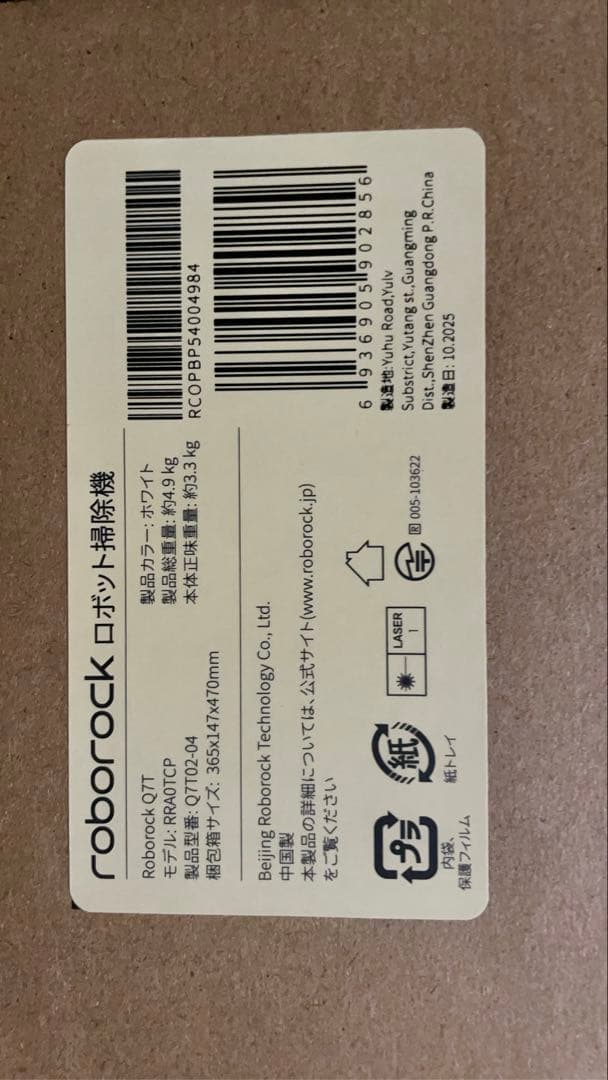 roborock ロボット掃除機
Roborock Q7T
モデル: RRA0TCP
製品型番: Q7T02-04
梱包箱サイズ: 365x147x470mm
製品カラー: ホワイト
製品総重量: 約4.9 kg
本体正味重量: 約3.3 kg
RCOPBP54004984
Beijing Roborock Technology Co., Ltd.
中国製
本製品の詳細については、公式サイト(www.roborock.jp)
をご覧ください
6 936905 902856
製造地:Yuhu Road,Yulv
Substrict,Yutang st.,Guangming
Dist.,ShenZhen Guangdong P.R.China
製造日: 10.2025
プラ
内袋、
保護フィルム
紙
紙トレイ
LASER
1
R 005-103622